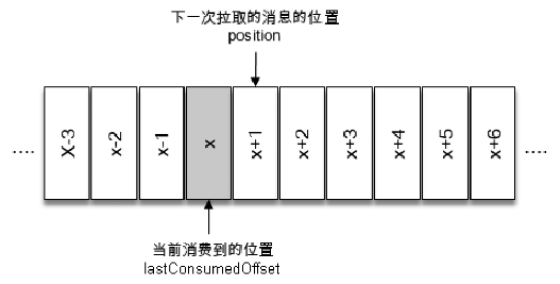 下一次拉取的消息的位置
position
.... X-3 x-2 x-1 x x+1 x+2 x+3 x+4 x+5 x+6 ....
当前消费到的位置
lastConsumedOffset